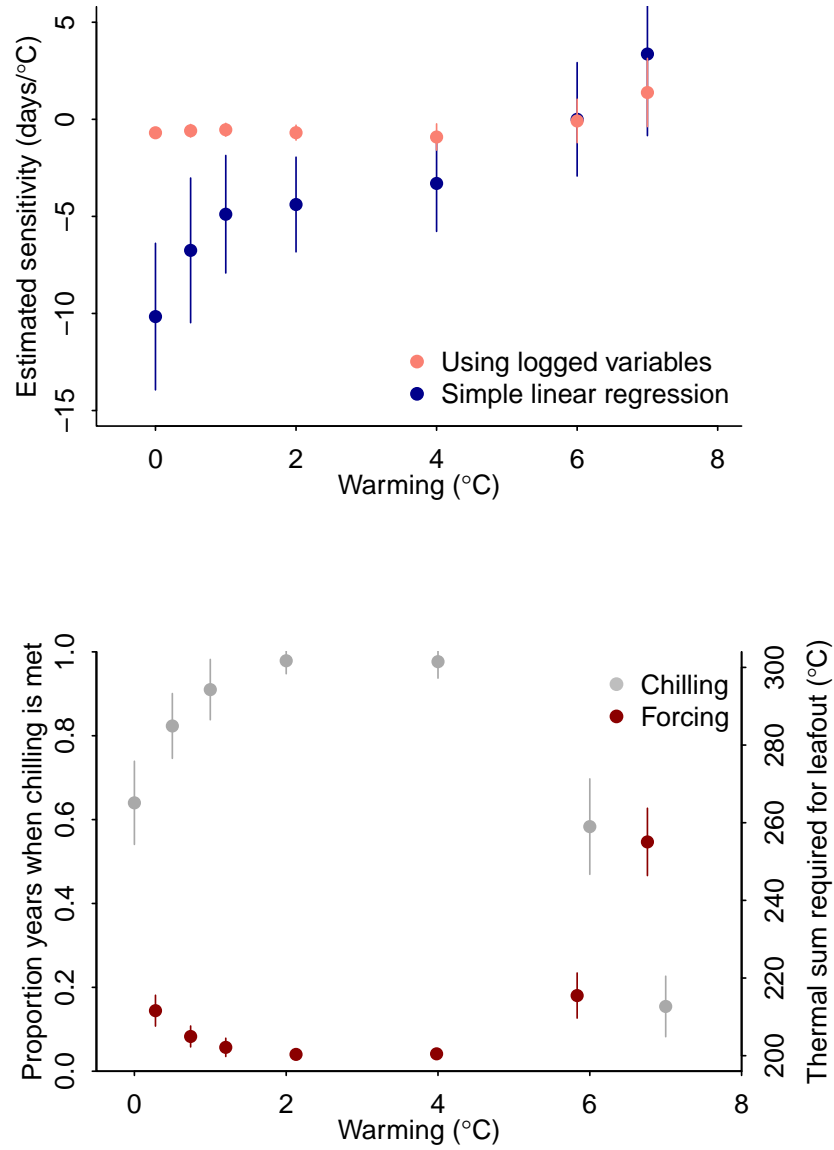 Estimated sensitivity (days/°C)
5
0
−5
−10
−15
Using logged variables
Simple linear regression
0 2 4 6 8
Warming (°C)
Proportion years when chilling is met
1.0
0.8
0.6
0.4
0.2
0.0
Chilling
Forcing
300
280
260
240
220
200
Thermal sum required for leafout (°C)
0 2 4 6 8
Warming (°C)